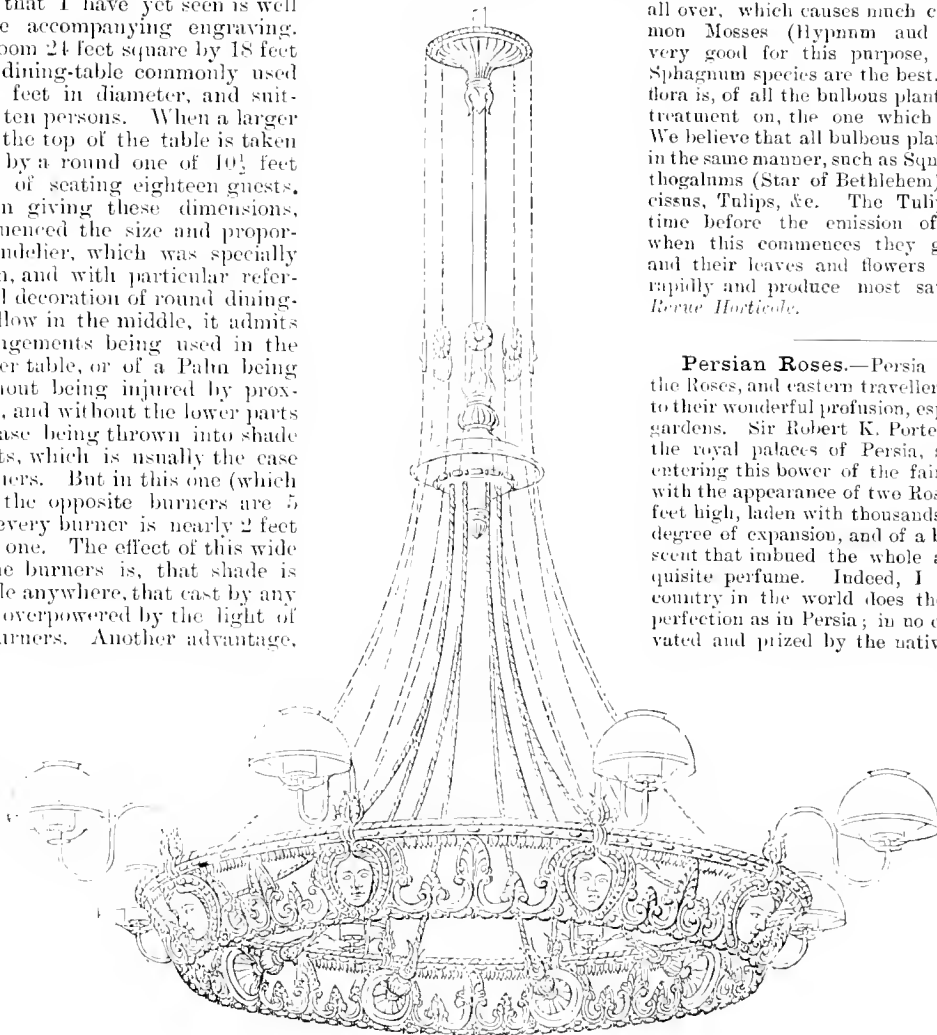 that I have yet seen is well
e accompanying engraving.
oom 24 feet square by 18 feet
dining-table commonly used
feet in diameter, and suit-
ten persons. When a larger
the top of the table is taken
by a round one of 10½ feet
of seating eighteen guests.
n giving these dimensions,
uenced the size and propor-
ndelier, which was specially
n, and with particular refer-
l decoration of round dining-
llow in the middle, it admits
ngements being used in the
er table, or of a Palm being
hout being injured by prox-
, and without the lower parts
ase being thrown into shade
ts, which is usually the case
ners. But in this one (which
the opposite burners are 5
every burner is nearly 2 feet
one. The effect of this wide
e burners is, that shade is
le anywhere, that cast by any
overpowered by the light of
urners. Another advantage,
all over, which causes much c
mon Mosses (Hypnum and
very good for this purpose,
Sphagnum species are the best.
flora is, of all the bulbous plant
treatment on, the one which
We believe that all bulbous plan
in the same manner, such as Squ
thogalums (Star of Bethlehem)
cissus, Tulips, &c. The Tuli
time before the emission of
when this commences they g
and their leaves and flowers
rapidly and produce most sa
Revue Horticole.
Persian Roses.—Persia
the Roses, and eastern traveller
to their wonderful profusion, esp
gardens. Sir Robert K. Porte
the royal palaces of Persia, s
entering this bower of the fair
with the appearance of two Ros
feet high, laden with thousands
degree of expansion, and of a b
scent that imbued the whole a
quisite perfume. Indeed, I
country in the world does the
perfection as in Persia; in no c
vated and prized by the nativ